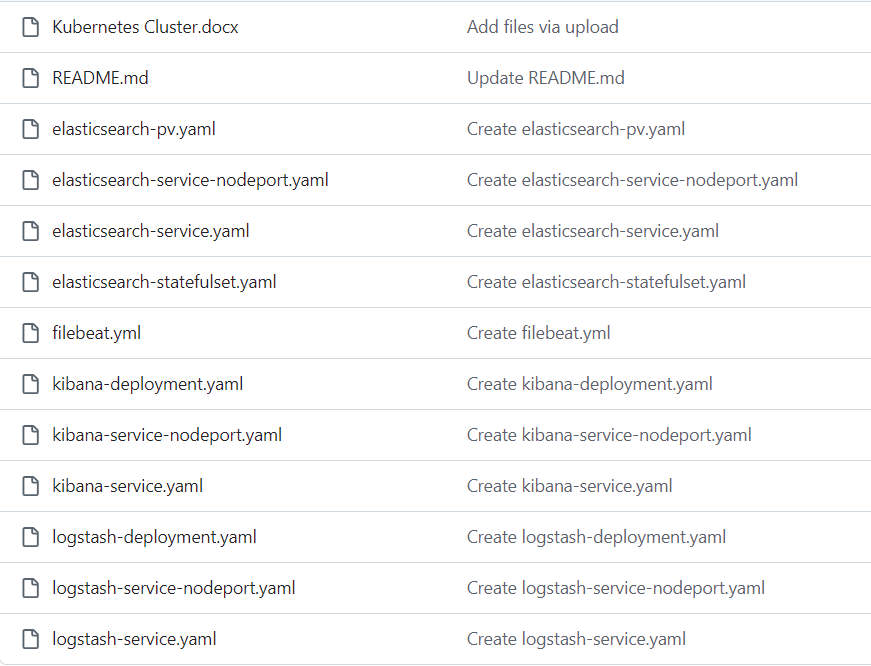 Kubernetes Cluster.docx Add files via upload
README.md Update README.md
elasticsearch-pv.yaml Create elasticsearch-pv.yaml
elasticsearch-service-nodeport.yaml Create elasticsearch-service-nodeport.yaml
elasticsearch-service.yaml Create elasticsearch-service.yaml
elasticsearch-statefulset.yaml Create elasticsearch-statefulset.yaml
filebeat.yml Create filebeat.yml
kibana-deployment.yaml Create kibana-deployment.yaml
kibana-service-nodeport.yaml Create kibana-service-nodeport.yaml
kibana-service.yaml Create kibana-service.yaml
logstash-deployment.yaml Create logstash-deployment.yaml
logstash-service-nodeport.yaml Create logstash-service-nodeport.yaml
logstash-service.yaml Create logstash-service.yaml